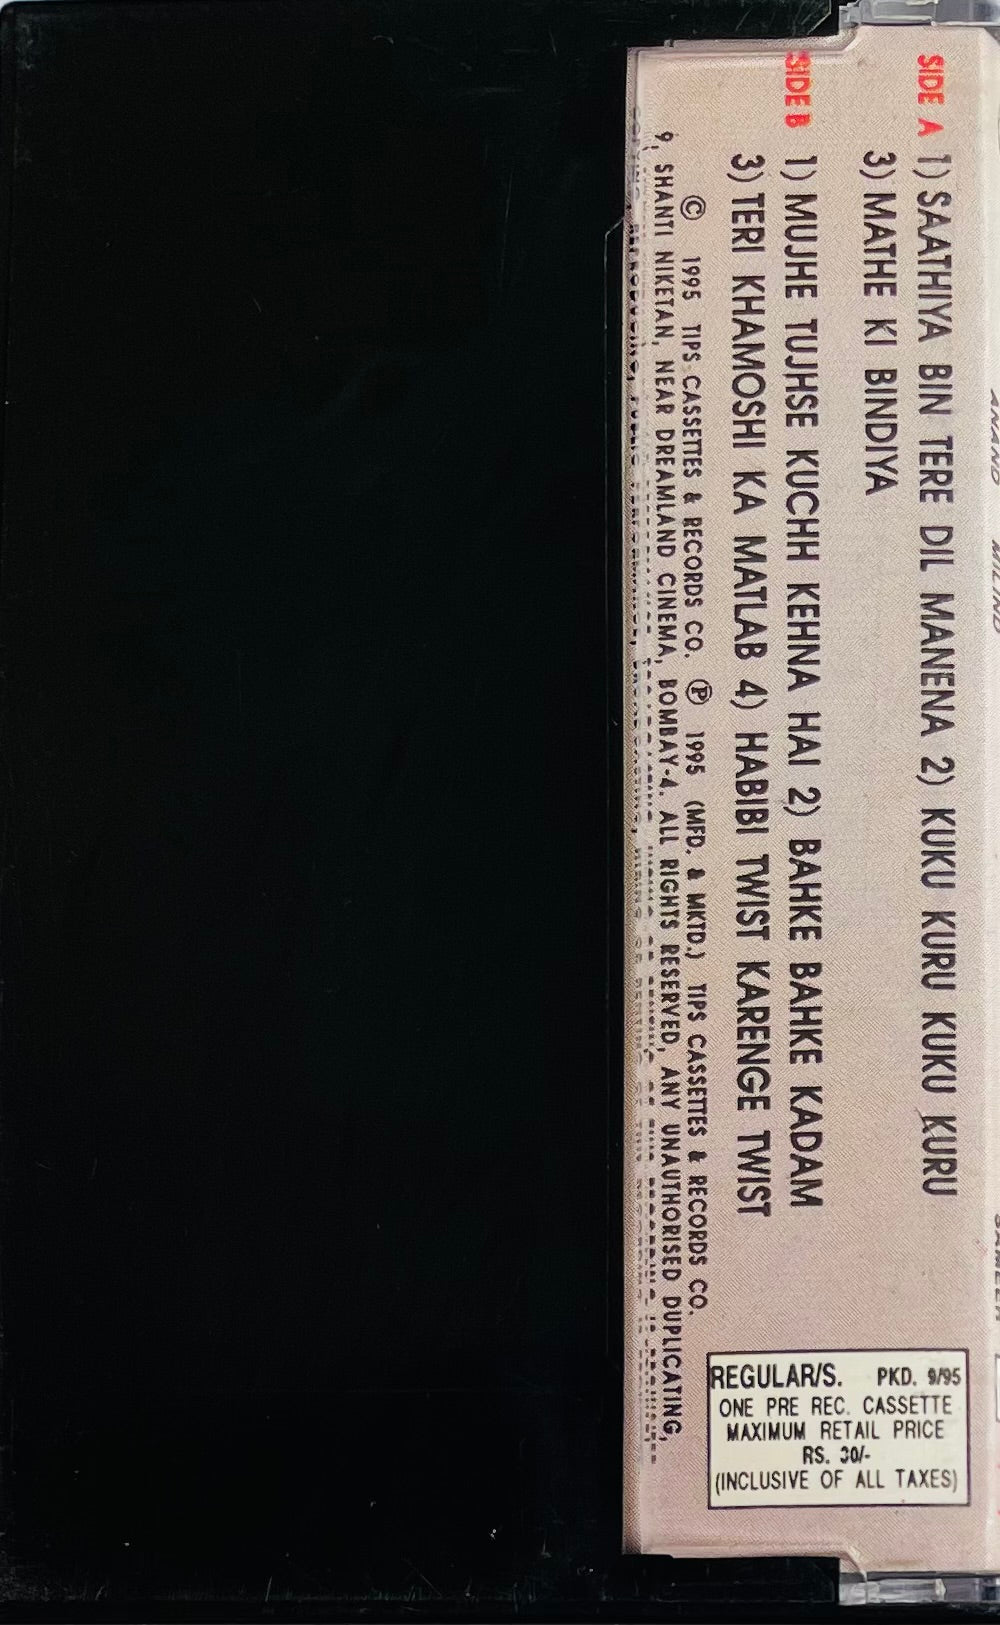 SIDE A 1) SAATHIYA BIN TERE DIL MANENA 2) KUKU KURU KUKU KURU
3) MATHE KI BINDIYA
SIDE B 1) MUJHE TUJHSE KUCHH KEHNA HAI 2) BAHKE BAHKE KADAM
3) TERI KHAMOSHI KA MATLAB 4) HABIBI TWIST KARENGE TWIST
© 1995 TIPS CASSETTES & RECORDS CO. ℗ 1995 (MFD. & MKTD.) TIPS CASSETTES & RECORDS CO.
9, SHANTI NIKETAN, NEAR DREAMLAND CINEMA, BOMBAY-4. ALL RIGHTS RESERVED, ANY UNAUTHORISED DUPLICATING,
REGULAR/S. PKD. 9/95
ONE PRE REC. CASSETTE
MAXIMUM RETAIL PRICE
RS. 30/-
(INCLUSIVE OF ALL TAXES)
ANAND MILIND